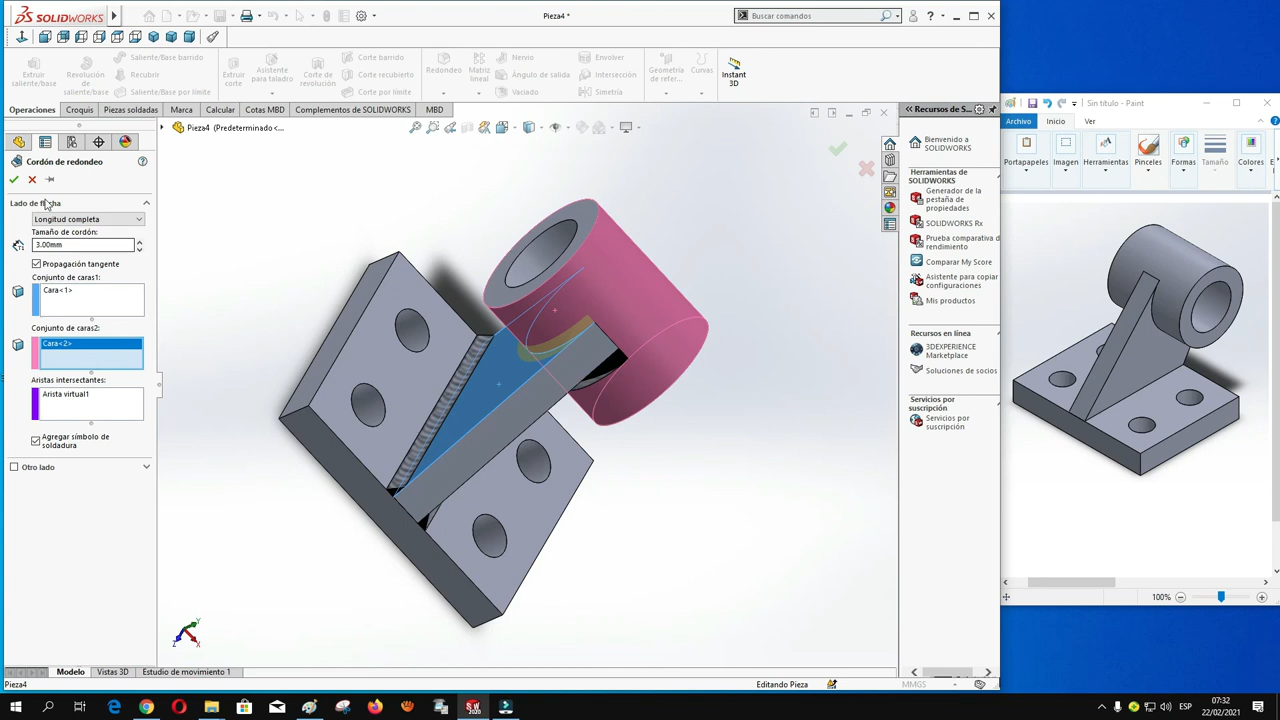 SOLIDWORKS
Pieza4 *
Buscar comandos
Extruir saliente/base
Revolución de saliente/base
Saliente/Base barrido
Recubrir
Saliente/Base por límite
Extruir corte
Asistente para taladro
Corte de revolución
Corte barrido
Corte recubierto
Corte por límite
Redondeo
Matriz lineal
Nervio
Ángulo de salida
Vaciado
Envolver
Intersección
Simetría
Geometría de refer...
Curvas
Instant 3D
Operaciones
Croquis
Piezas soldadas
Marca
Calcular
Cotas MBD
Complementos de SOLIDWORKS
MBD
Pieza4 (Predeterminado<...
Cordón de redondeo
Lado de flecha
Longitud completa
Tamaño de cordón:
3.00mm
Propagación tangente
Conjunto de caras1:
Cara<1>
Conjunto de caras2:
Cara<2>
Aristas intersectantes:
Arista virtual1
Agregar símbolo de
soldadura
Otro lado
Y
Z
X
Modelo
Vistas 3D
Estudio de movimiento 1
Pieza4
Editando Pieza
MMGS
Recursos de S...
Bienvenido a
SOLIDWORKS
Herramientas de
SOLIDWORKS
Generador de la
pestaña de
propiedades
SOLIDWORKS Rx
Prueba comparativa de
rendimiento
Comparar My Score
Asistente para copiar
configuraciones
Mis productos
Recursos en línea
3DEXPERIENCE
Marketplace
Soluciones de socios
Servicios por
suscripción
Servicios por
suscripción
Sin título - Paint
Archivo
Inicio
Ver
Portapapeles
Imagen
Herramientas
Pinceles
Formas
Tamaño
Colores
100%
ESP
07:32
22/02/2021